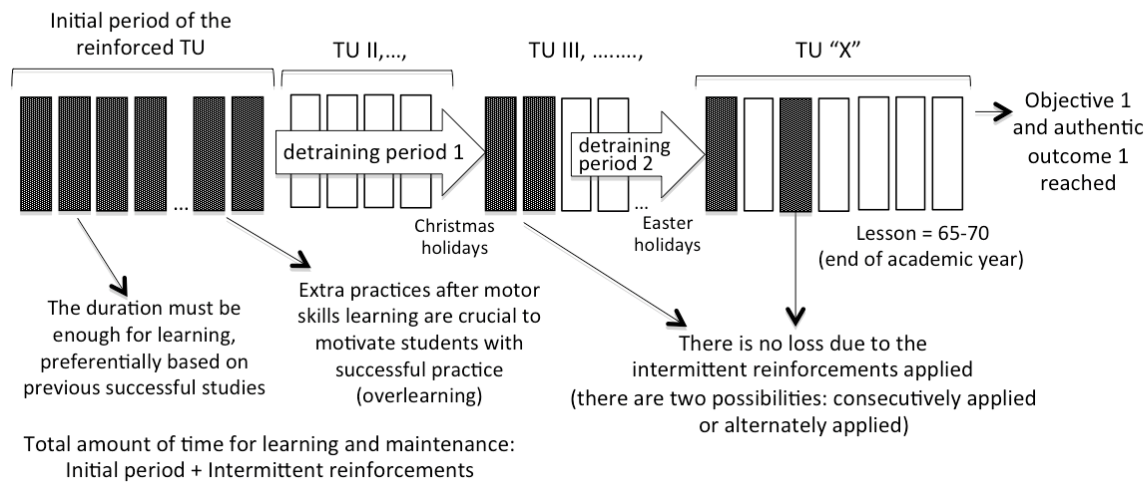 Initial period of the
reinforced TU
TU II,...,
TU III, ........,
TU “X”
detraining period 1
detraining
period 2
...
...
Objective 1
and authentic
outcome 1
reached
Christmas
holidays
Easter
holidays
Lesson = 65-70
(end of academic year)
The duration must be
enough for learning,
preferentially based on
previous successful studies
Extra practices after motor
skills learning are crucial to
motivate students with
successful practice
(overlearning)
There is no loss due to the
intermittent reinforcements applied
(there are two possibilities: consecutively applied
or alternately applied)
Total amount of time for learning and maintenance:
Initial period + Intermittent reinforcements